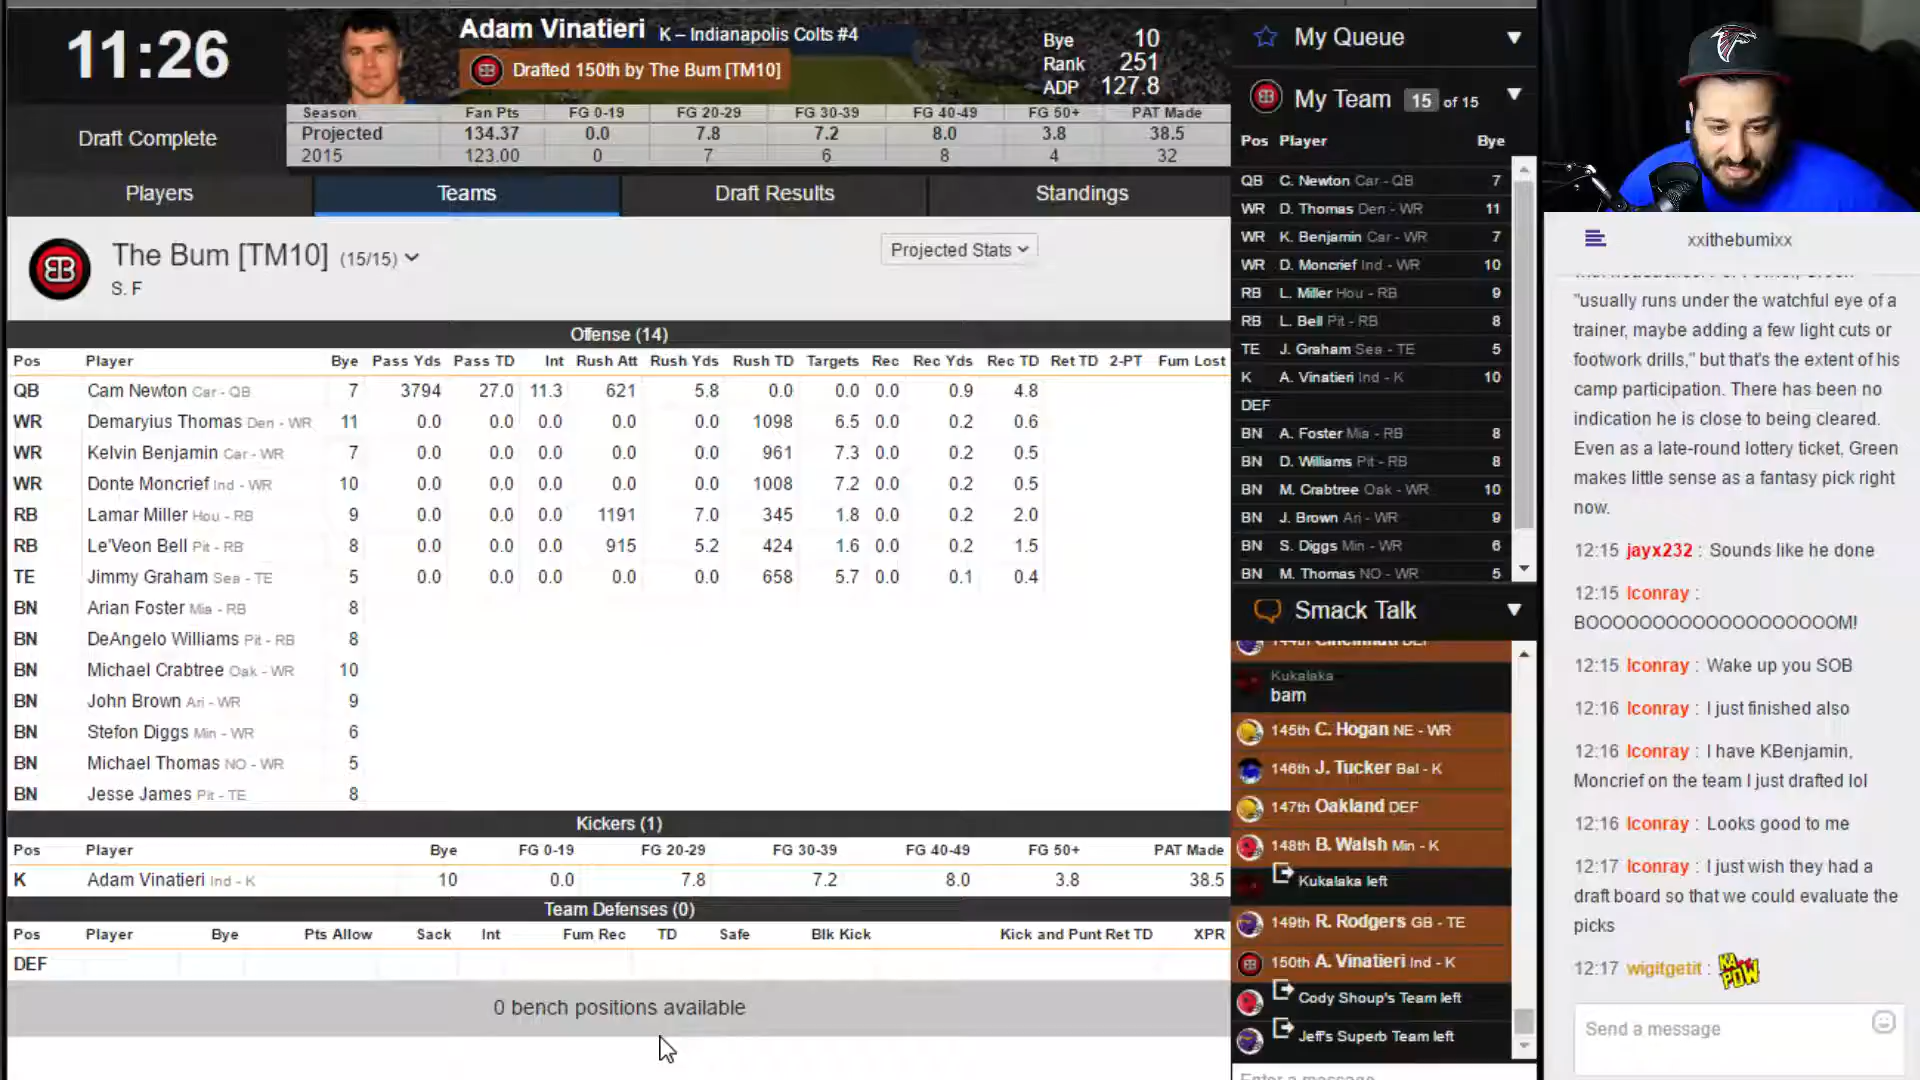 11:26
Draft Complete
Adam Vinatieri K – Indianapolis Colts #4
Drafted 150th by The Bum [TM10]
Bye 10
Rank 251
ADP 127.8
Season Fan Pts FG 0-19 FG 20-29 FG 30-39 FG 40-49 FG 50+ PAT Made
Projected 134.37 0.0 7.8 7.2 8.0 3.8 38.5
2015 123.00 0 7 6 8 4 32
Players Teams Draft Results Standings
The Bum [TM10] (15/15)
S. F
Projected Stats
Offense (14)
Pos Player Bye Pass Yds Pass TD Int Rush Att Rush Yds Rush TD Targets Rec Rec Yds Rec TD Ret TD 2-PT Fum Lost
QB Cam Newton Car - QB 7 3794 27.0 11.3 621 5.8 0.0 0.0 0.0 0.9 4.8
WR Demaryius Thomas Den - WR 11 0.0 0.0 0.0 0.0 0.0 1098 6.5 0.0 0.2 0.6
WR Kelvin Benjamin Car - WR 7 0.0 0.0 0.0 0.0 0.0 961 7.3 0.0 0.2 0.5
WR Donte Moncrief Ind - WR 10 0.0 0.0 0.0 0.0 0.0 1008 7.2 0.0 0.2 0.5
RB Lamar Miller Hou - RB 9 0.0 0.0 0.0 1191 7.0 345 1.8 0.0 0.2 2.0
RB Le'Veon Bell Pit - RB 8 0.0 0.0 0.0 915 5.2 424 1.6 0.0 0.2 1.5
TE Jimmy Graham Sea - TE 5 0.0 0.0 0.0 0.0 0.0 658 5.7 0.0 0.1 0.4
BN Arian Foster Mia - RB 8
BN DeAngelo Williams Pit - RB 8
BN Michael Crabtree Oak - WR 10
BN John Brown Ari - WR 9
BN Stefon Diggs Min - WR 6
BN Michael Thomas NO - WR 5
BN Jesse James Pit - TE 8
Kickers (1)
Pos Player Bye FG 0-19 FG 20-29 FG 30-39 FG 40-49 FG 50+ PAT Made
K Adam Vinatieri Ind - K 10 0.0 7.8 7.2 8.0 3.8 38.5
Team Defenses (0)
Pos Player Bye Pts Allow Sack Int Fum Rec TD Safe Blk Kick Kick and Punt Ret TD XPR
DEF
0 bench positions available
My Queue
My Team 15 of 15
Pos Player Bye
QB C. Newton Car - QB 7
WR D. Thomas Den - WR 11
WR K. Benjamin Car - WR 7
WR D. Moncrief Ind - WR 10
RB L. Miller Hou - RB 9
RB L. Bell Pit - RB 8
TE J. Graham Sea - TE 5
K A. Vinatieri Ind - K 10
DEF
BN A. Foster Mia - RB 8
BN D. Williams Pit - RB 8
BN M. Crabtree Oak - WR 10
BN J. Brown Ari - WR 9
BN S. Diggs Min - WR 6
BN M. Thomas NO - WR 5
Smack Talk
144th Cincinnati DEF
Kukalaka
bam
145th C. Hogan NE - WR
146th J. Tucker Bal - K
147th Oakland DEF
148th B. Walsh Min - K
Kukalaka left
149th R. Rodgers GB - TE
150th A. Vinatieri Ind - K
Cody Shoup's Team left
Jeff's Superb Team left
Enter a message
xxithebumixx
"usually runs under the watchful eye of a
trainer, maybe adding a few light cuts or
footwork drills," but that's the extent of his
camp participation. There has been no
indication he is close to being cleared.
Even as a late-round lottery ticket, Green
makes little sense as a fantasy pick right
now.
12:15 jayx232 : Sounds like he done
12:15 Iconray :
BOOOOOOOOOOOOOOOOOOM!
12:15 Iconray : Wake up you SOB
12:16 Iconray : I just finished also
12:16 Iconray : I have KBenjamin,
Moncrief on the team I just drafted lol
12:16 Iconray : Looks good to me
12:17 Iconray : I just wish they had a
draft board so that we could evaluate the
picks
12:17 wigitgetit : KA POW
Send a message